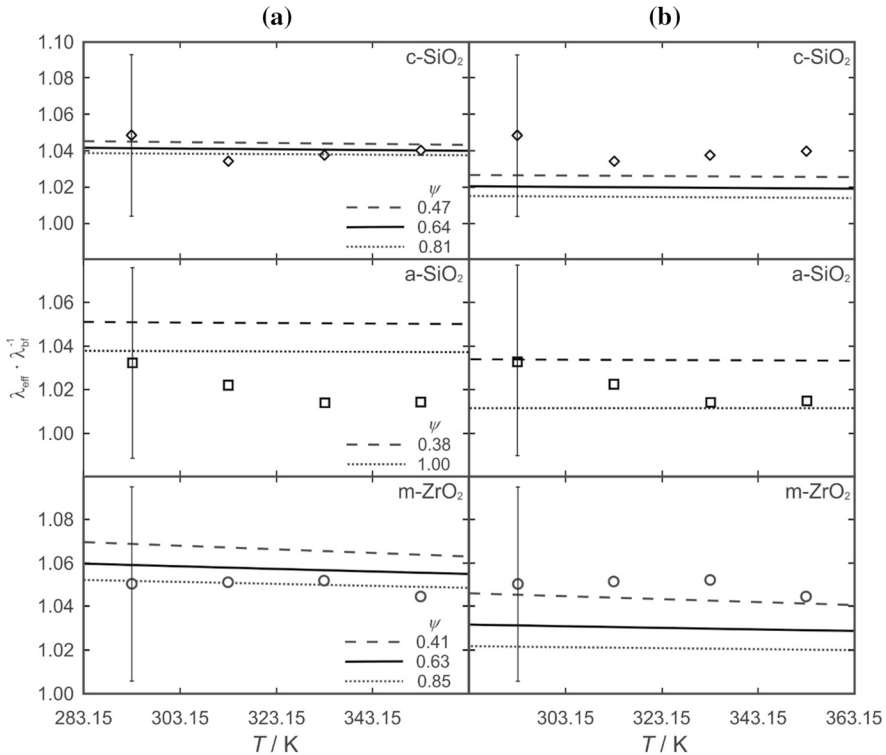 (a) (b)
1.10 c-SiO₂ c-SiO₂
1.08
1.06
1.04
1.02 ψ
0.47
1.00 0.64
0.81
a-SiO₂ a-SiO₂
1.06
1.04
1.02
ψ
1.00 0.38
1.00
λeff · λbf⁻¹
m-ZrO₂ m-ZrO₂
1.08
1.06
1.04
ψ
1.02 0.41
0.63
0.85
1.00
283.15 303.15 323.15 343.15 303.15 323.15 343.15 363.15
T / K T / K